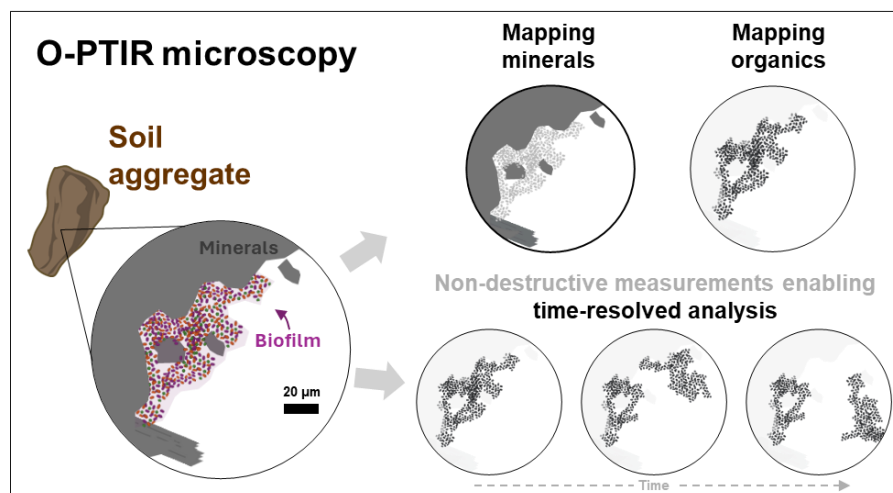 O-PTIR microscopy
Mapping
minerals
Mapping
organics
Soil
aggregate
Minerals
Biofilm
20 µm
Non-destructive measurements enabling
time-resolved analysis
Time